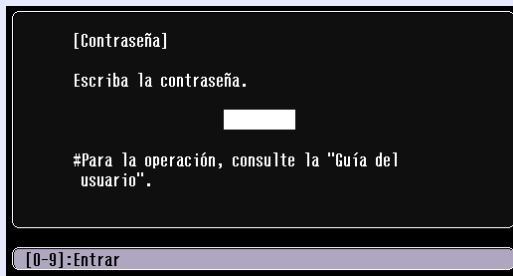 [Contraseña]
Escriba la contraseña.
#Para la operación, consulte la "Guía del
usuario".
[0-9]:Entrar